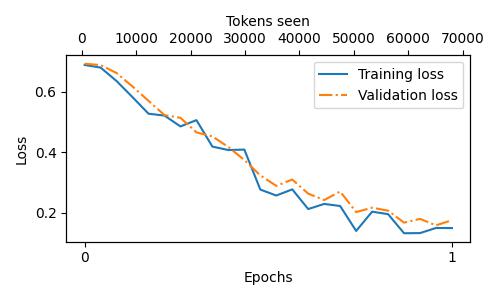 Tokens seen
0 10000 20000 30000 40000 50000 60000 70000
Training loss
Validation loss
0.6
0.4
0.2
Loss
0 1
Epochs